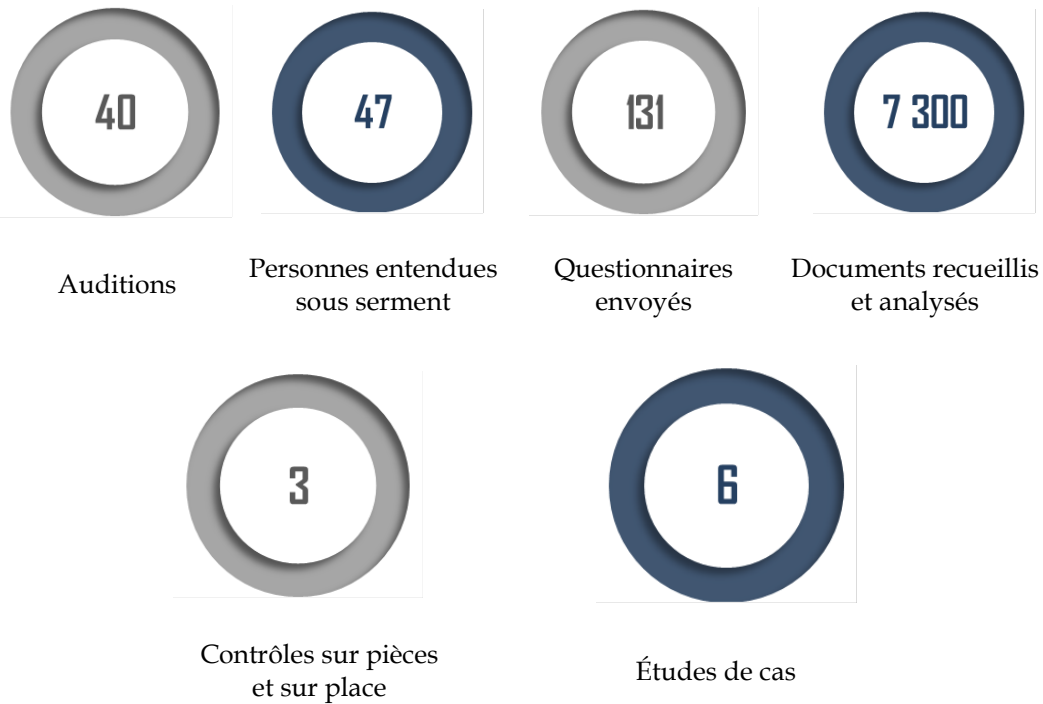 40
47
131
7 300
Auditions
Personnes entendues
sous serment
Questionnaires
envoyés
Documents recueillis
et analysés
3
6
Contrôles sur pièces
et sur place
Études de cas